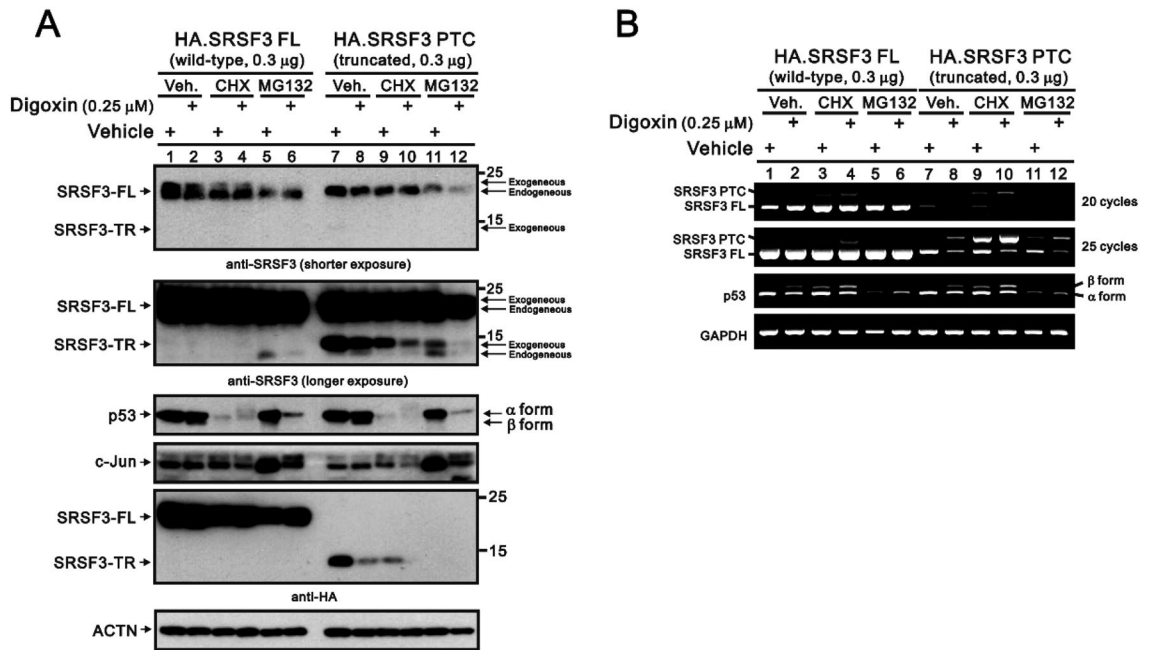 A
HA.SRSF3 FL HA.SRSF3 PTC
(wild-type, 0.3 µg) (truncated, 0.3 µg)
Veh. CHX MG132 Veh. CHX MG132
Digoxin (0.25 µM) + + + + + +
Vehicle + + + + + +
1 2 3 4 5 6 7 8 9 10 11 12
25
SRSF3-FL Exogeneous
Endogeneous
15
SRSF3-TR Exogeneous
anti-SRSF3 (shorter exposure)
25
SRSF3-FL Exogeneous
Endogeneous
15
SRSF3-TR Exogeneous
Endogeneous
anti-SRSF3 (longer exposure)
p53 α form
β form
c-Jun
25
SRSF3-FL
15
SRSF3-TR
anti-HA
ACTN
B
HA.SRSF3 FL HA.SRSF3 PTC
(wild-type, 0.3 µg) (truncated, 0.3 µg)
Veh. CHX MG132 Veh. CHX MG132
Digoxin (0.25 µM) + + + + + +
Vehicle + + + + + +
1 2 3 4 5 6 7 8 9 10 11 12
SRSF3 PTC
SRSF3 FL 20 cycles
SRSF3 PTC
SRSF3 FL 25 cycles
β form
p53 α form
GAPDH